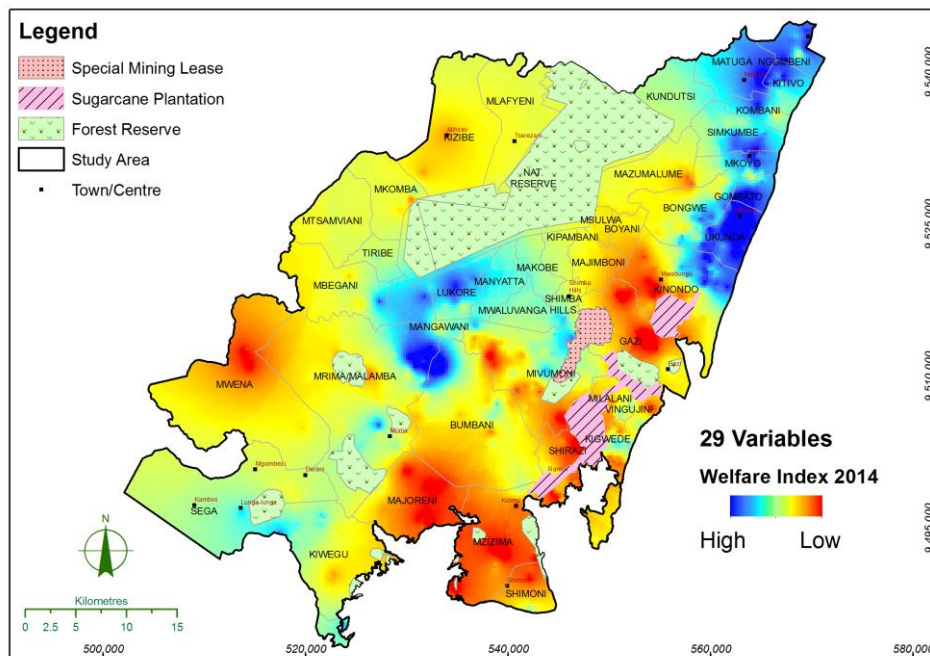 Legend
Special Mining Lease
Sugarcane Plantation
Forest Reserve
Study Area
Town/Centre
MATUGA
NGOMBENI
KITIVO
KUNDUTSI
KOMBANI
MLAFYENI
KIZIBE
SIMKUMBE
MKOYO
NAT.
RESERVE
MAZUMALUME
MKOMBA
GOMBATO
BONGWE
MTSAMVIANI
MSULWA
BOYANI
UKUNDA
KIPAMBANI
TIRIBE
MAJIMBONI
MAKOBE
MANYATTA
Mwabungu
MBEGANI
LUKORE
Shimba
Hills
KINONDO
SHIMBA
HILLS
MWALUVANGA
MANGAWANI
GAZI
Gazi
MWENA
MRIMA/MALAMBA
MIVUMONI
MILALANI
VINGUJINI
BUMBANI
KIGWEDE
SHIRAZI
Mgombezi
MAJORENI
Kambini
SEGA
Lunga-lunga
MZIZIMA
KIWEGU
SHIMONI
29 Variables
Welfare Index 2014
High
Low
N
Kilometres
0 2.5 5 10 15
500,000
520,000
540,000
560,000
580,000
9,540,000
9,525,000
9,510,000
9,495,000